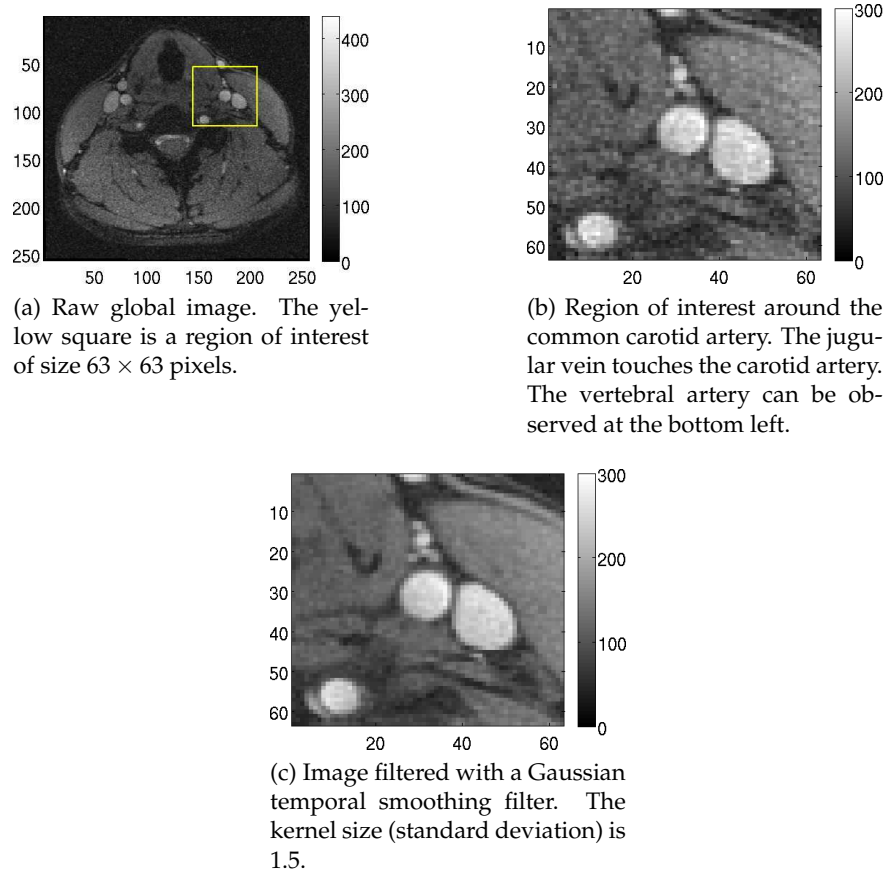 50
100
150
200
250
50 100 150 200 250
400
300
200
100
0
(a) Raw global image. The yel-
low square is a region of interest
of size 63 × 63 pixels.
10
20
30
40
50
60
20 40 60
300
200
100
0
(b) Region of interest around the
common carotid artery. The jugu-
lar vein touches the carotid artery.
The vertebral artery can be ob-
served at the bottom left.
10
20
30
40
50
60
20 40 60
300
200
100
0
(c) Image filtered with a Gaussian
temporal smoothing filter. The
kernel size (standard deviation) is
1.5.